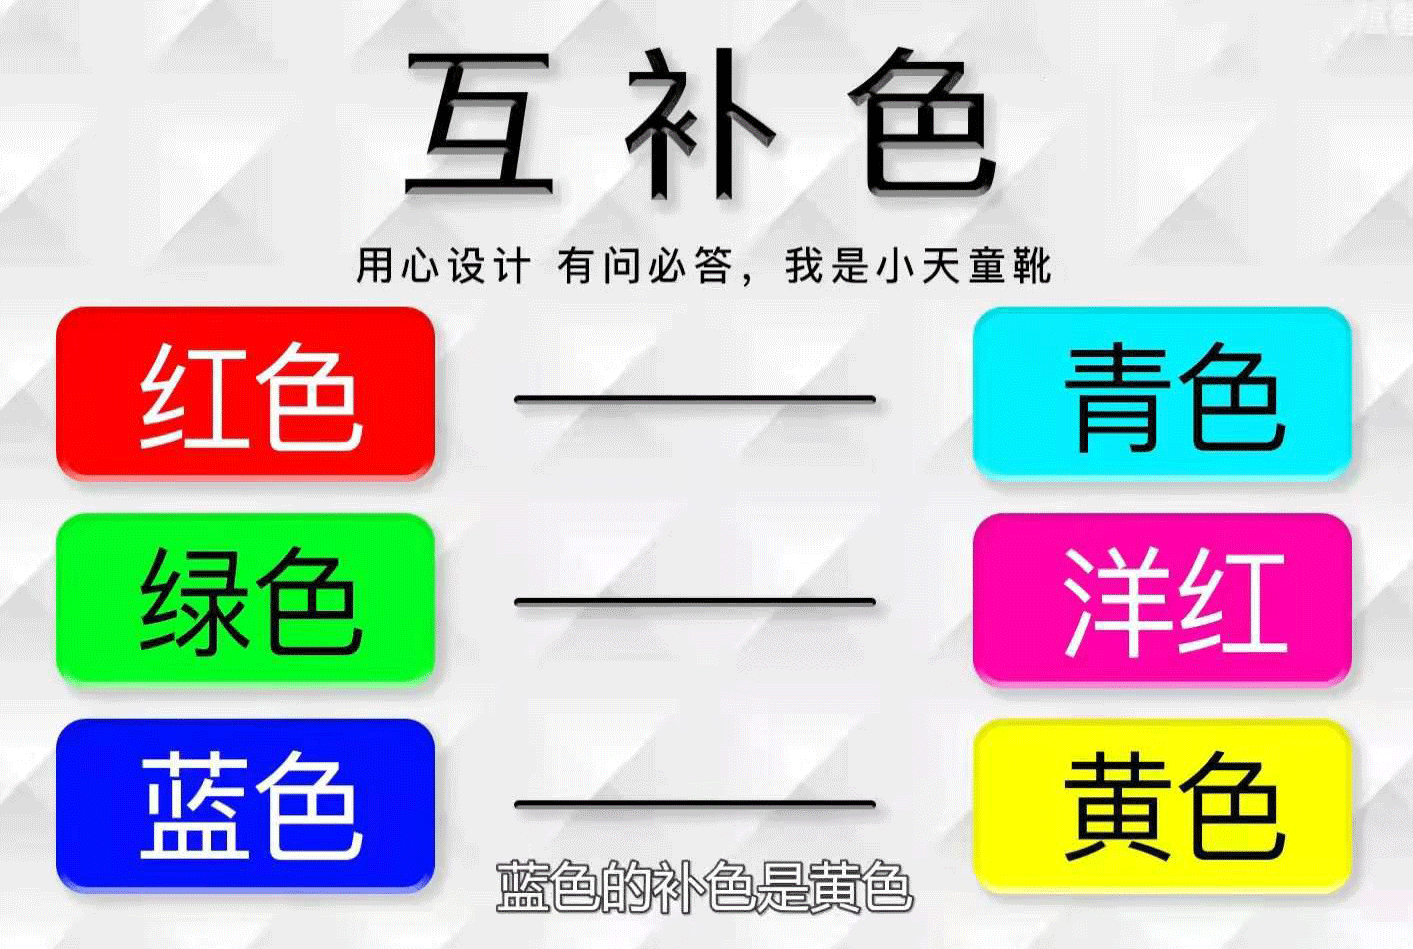 互补色
用心设计 有问必答，我是小天童靴
红色 青色
绿色 洋红
蓝色 黄色
蓝色的补色是黄色